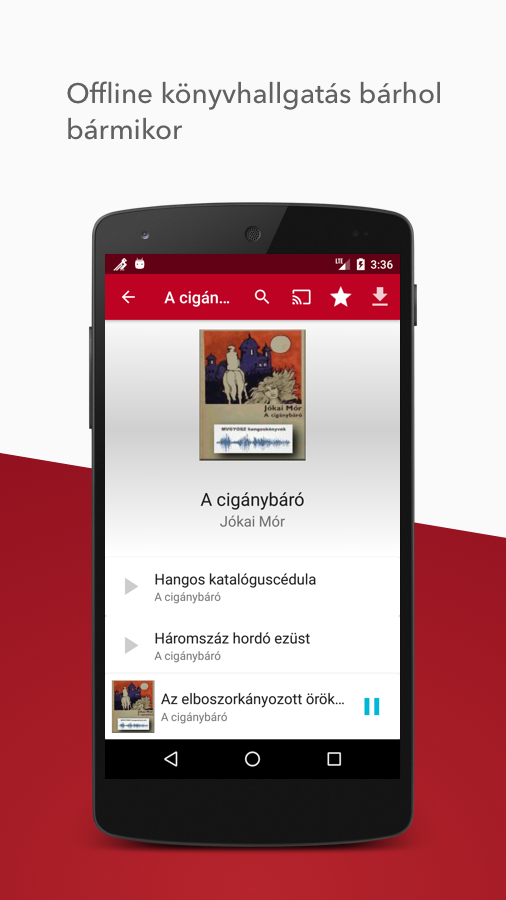 Offline könyvhallgatás bárhol
bármikor
LTE 3:36
A cigán...
Jókai Mór
A cigánybáró
MVGYOSZ hangoskönyvek
A cigánybáró
Jókai Mór
Hangos katalóguscédula
A cigánybáró
Háromszáz hordó ezüst
A cigánybáró
Az elboszorkányozott örök...
A cigánybáró